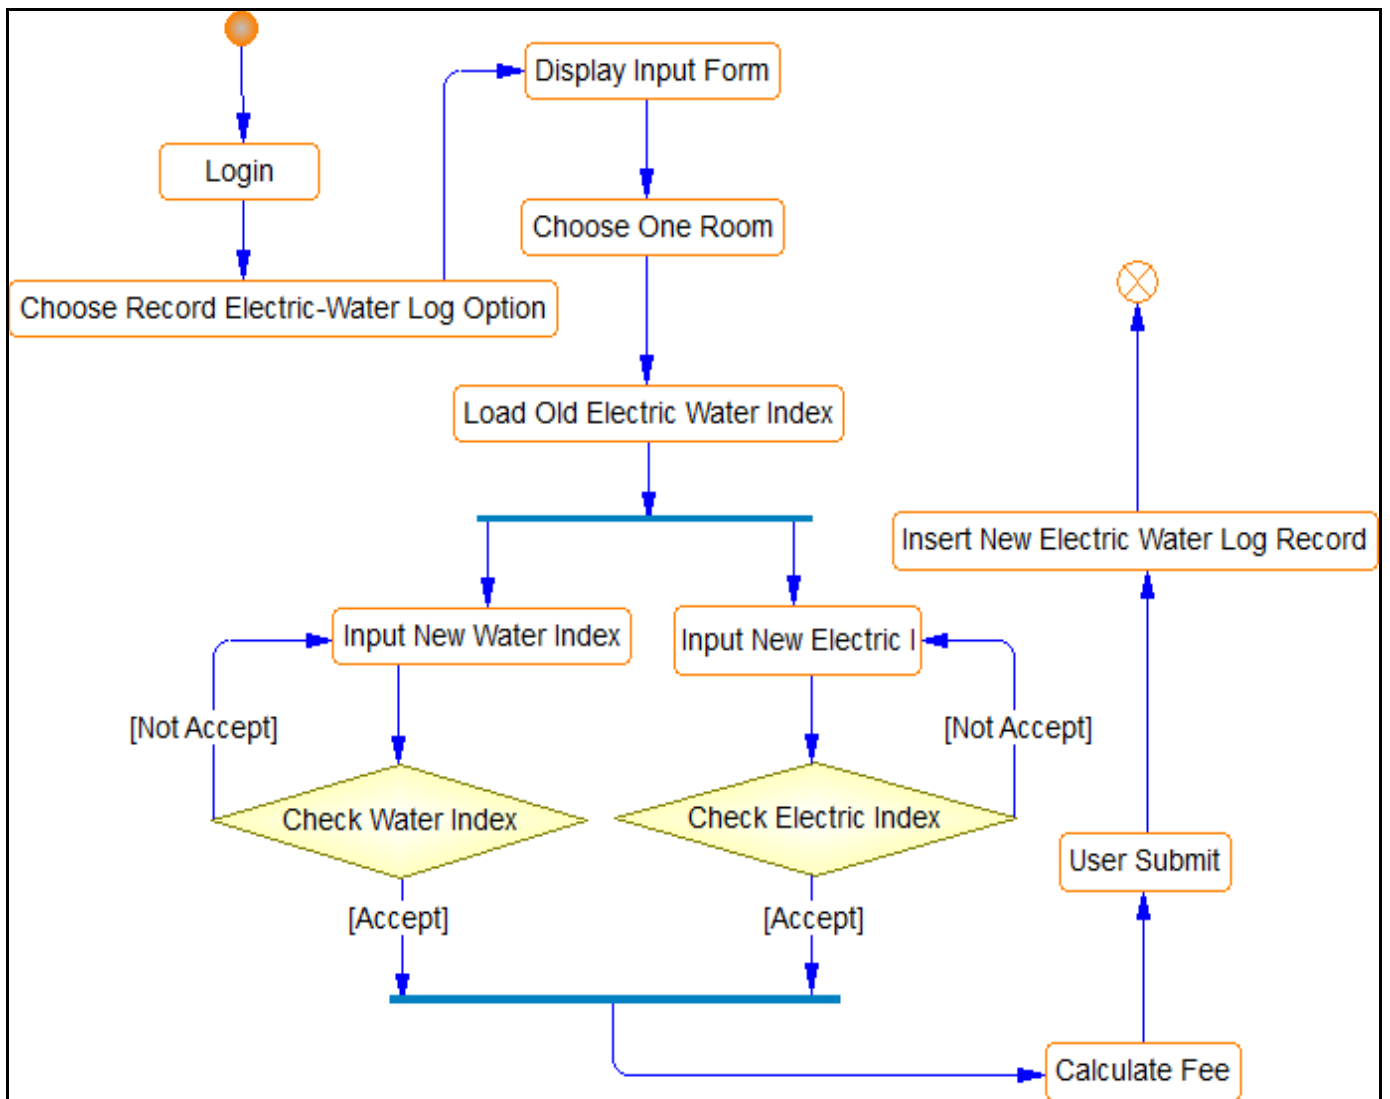 Display Input Form
Login
Choose One Room
Choose Record Electric-Water Log Option
Load Old Electric Water Index
Insert New Electric Water Log Record
Input New Water Index
Input New Electric I
[Not Accept]
[Not Accept]
Check Water Index
Check Electric Index
User Submit
[Accept]
[Accept]
Calculate Fee